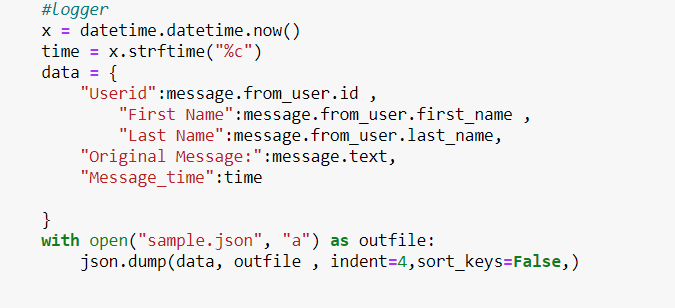 #logger
x = datetime.datetime.now()
time = x.strftime("%c")
data = {
    "Userid":message.from_user.id ,
        "First Name":message.from_user.first_name ,
        "Last Name":message.from_user.last_name,
    "Original Message:":message.text,
    "Message_time":time
}
with open("sample.json", "a") as outfile:
    json.dump(data, outfile , indent=4,sort_keys=False,)